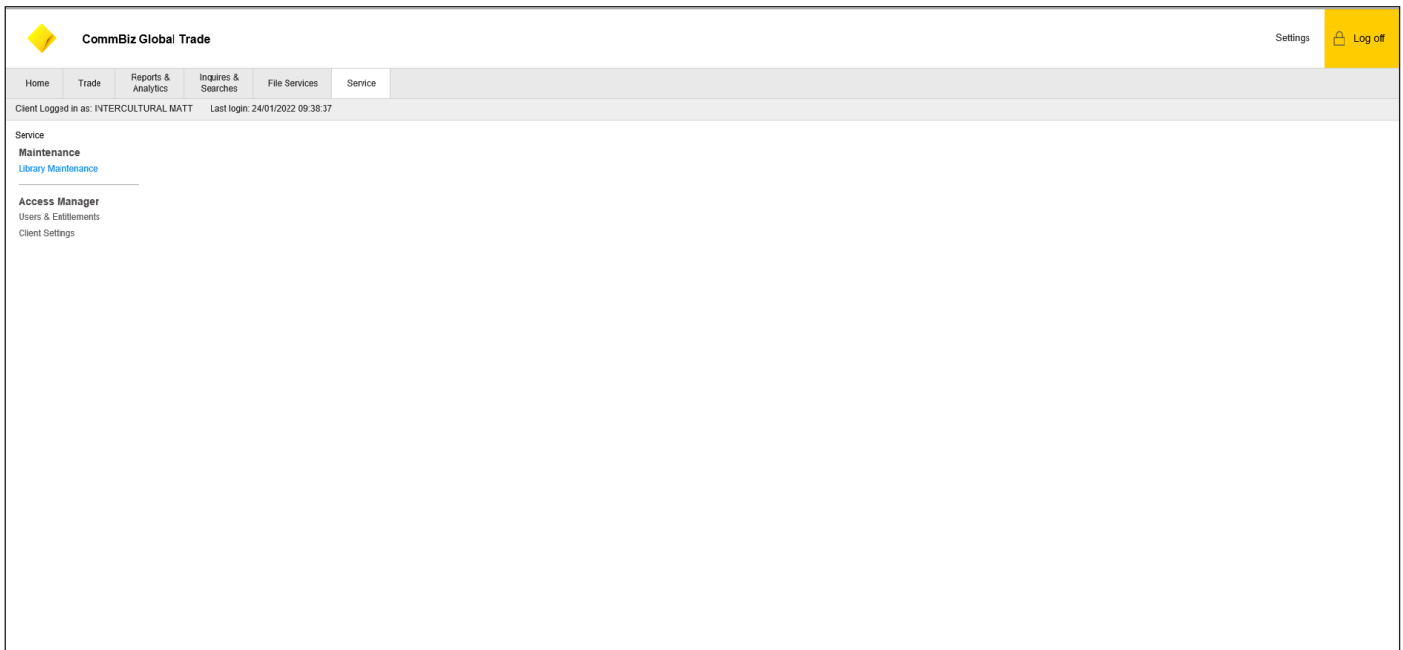 CommBiz Global Trade
Settings
Log off
Home
Trade
Reports &
Analytics
Inquires &
Searches
File Services
Service
Client Logged in as: INTERCULTURAL MATT Last login: 24/01/2022 09:38:37
Service
Maintenance
Library Maintenance
Access Manager
Users & Entitlements
Client Settings